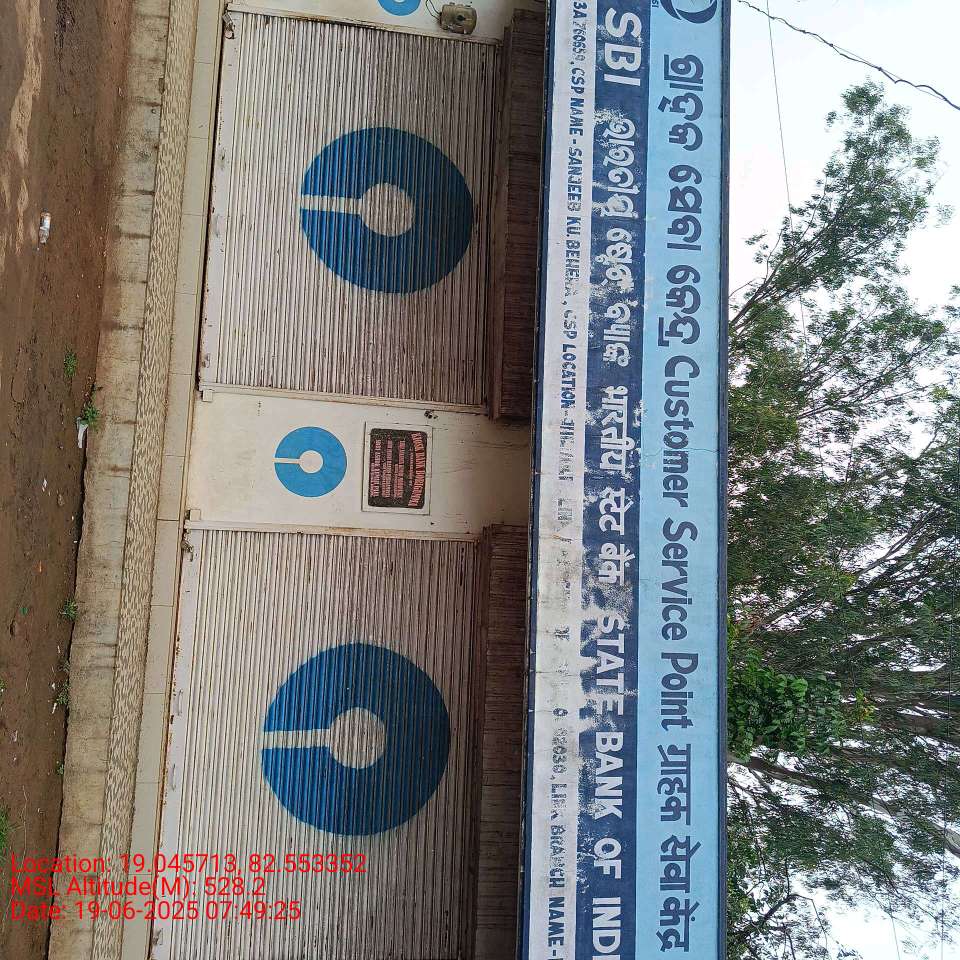 ଗ୍ରାହକ ସେବା କେନ୍ଦ୍ର Customer Service Point ग्राहक सेवा केंद्र
SBI ଭାରତୀୟ ଷ୍ଟେଟ ବ୍ୟାଙ୍କ भारतीय स्टेट बैंक STATE BANK OF INDI
3A760659, CSP NAME - SANJEEB KU. BEHERA, CSP LOCATION- LINK BRANCH NAME-
Location: 19.045713, 82.553352
MSL Altitude(M): 528.2
Date: 19-06-2025 07:49:25